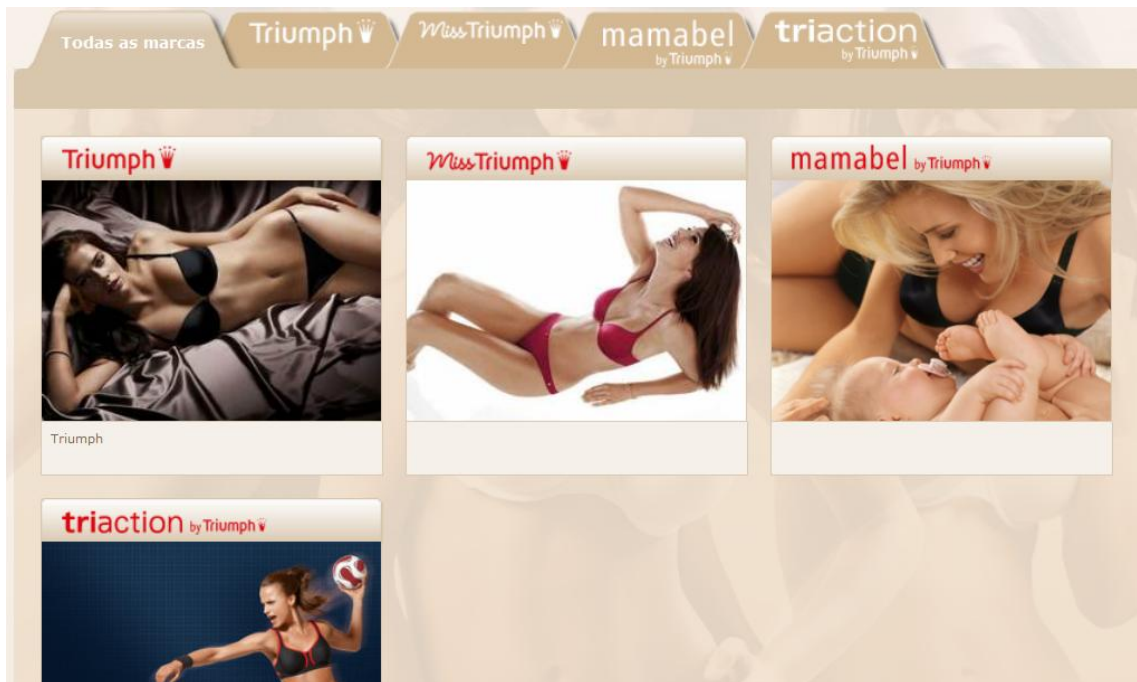 Todas as marcas
Triumph
MissTriumph
mamabel
by Triumph
triaction
by Triumph
Triumph
MissTriumph
mamabel by Triumph
Triumph
triaction by Triumph